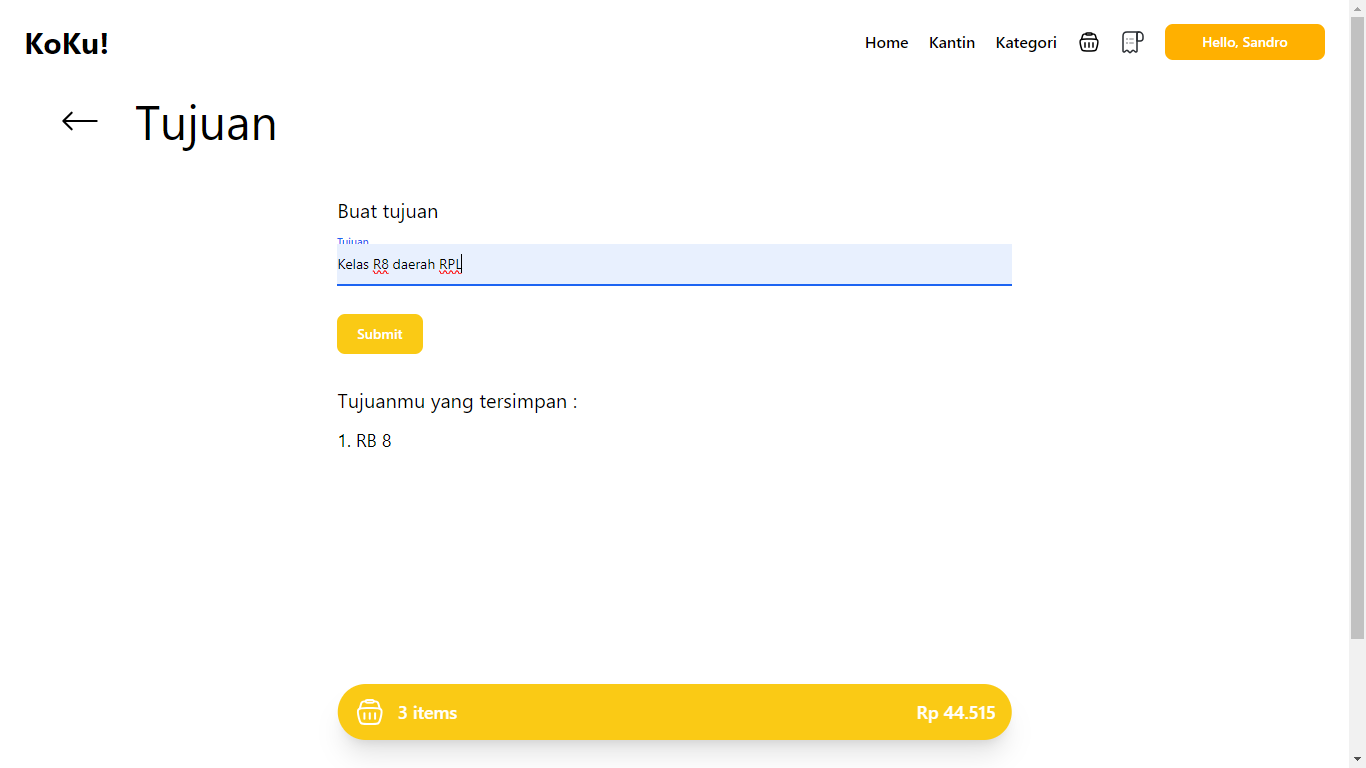 KoKu!
Home Kantin Kategori Hello, Sandro
Tujuan
Buat tujuan
Tujuan
Kelas R8 daerah RPL
Submit
Tujuanmu yang tersimpan :
1. RB 8
3 items Rp 44.515